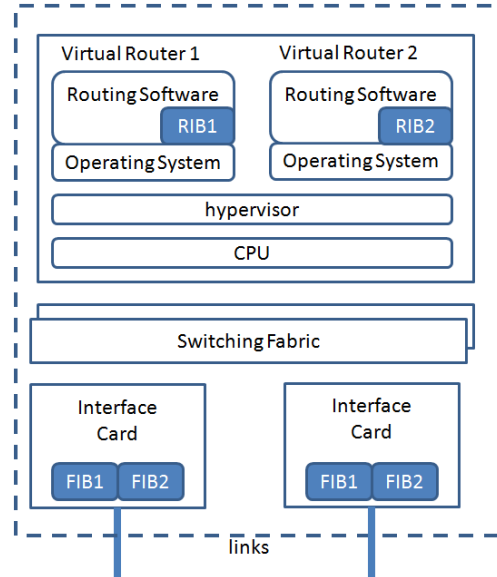 Virtual Router 1
Virtual Router 2
Routing Software
RIB1
Operating System
Routing Software
RIB2
Operating System
hypervisor
CPU
Switching Fabric
Interface
Card
FIB1
FIB2
Interface
Card
FIB1
FIB2
links